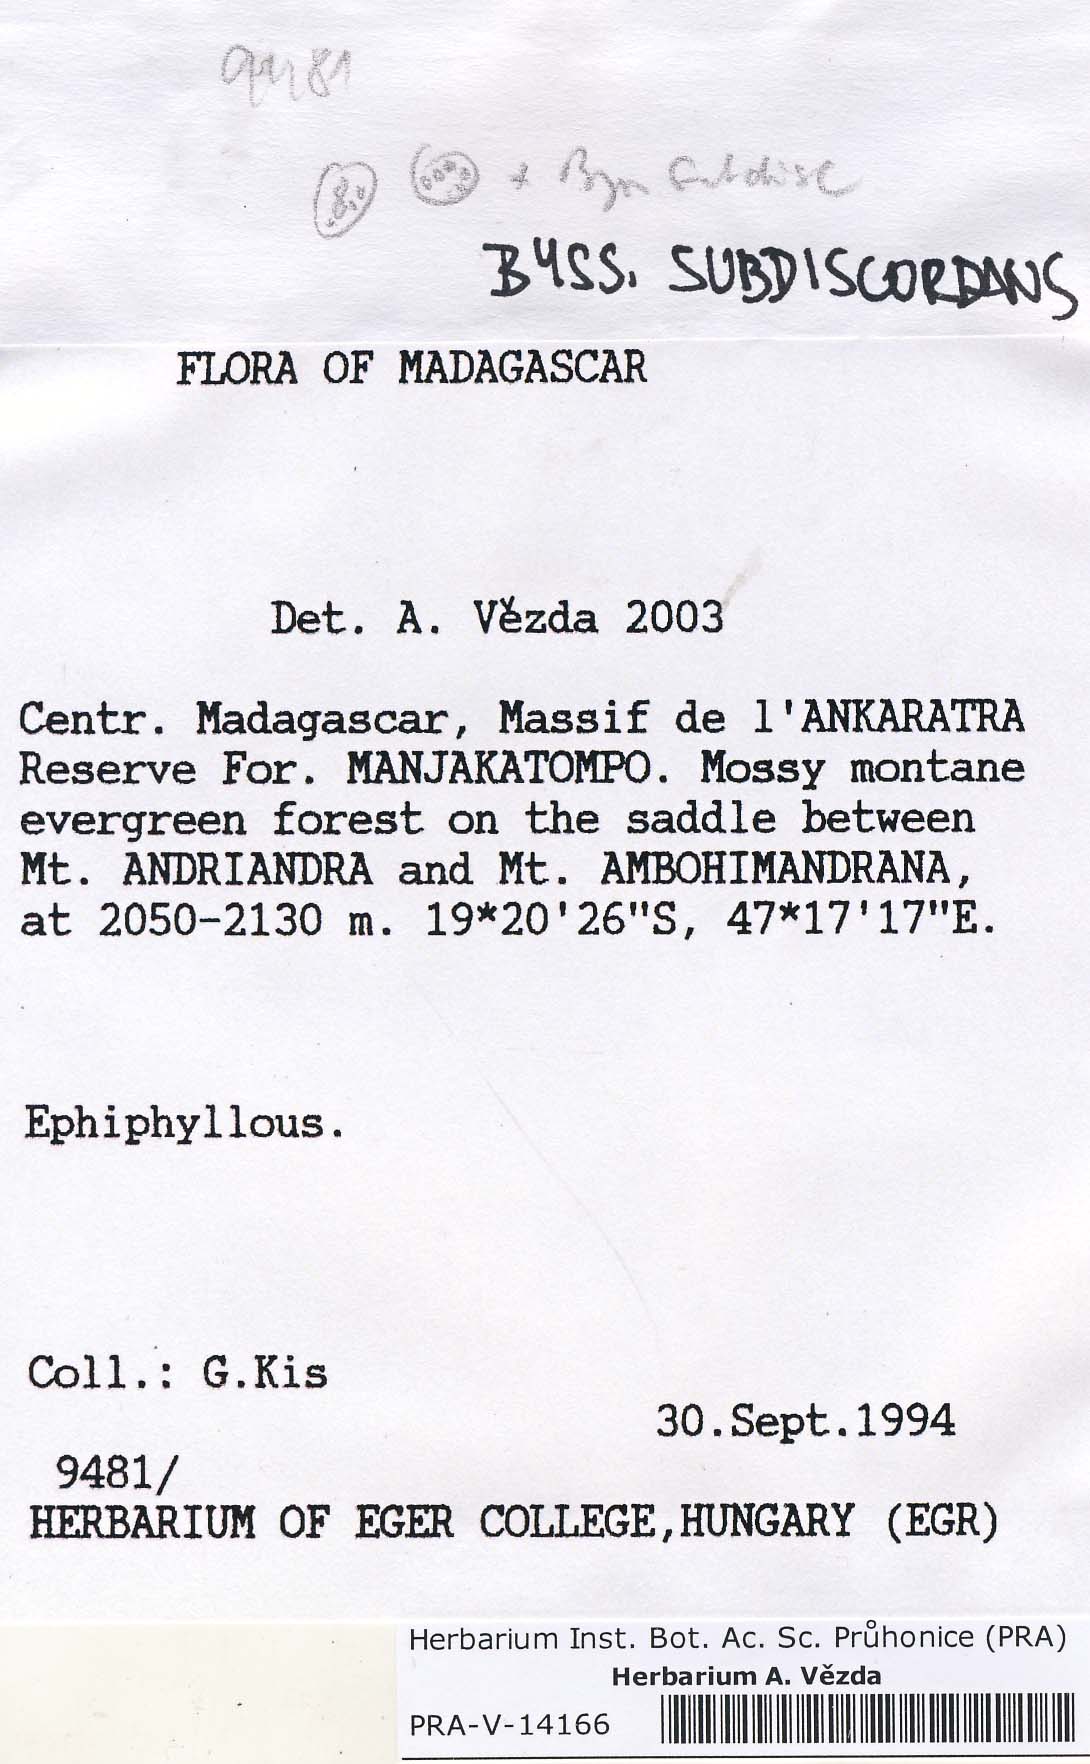 9481
+ Byss subdisc
BYSS. SUBDISCORDANS
FLORA OF MADAGASCAR
Det. A. Vězda 2003
Centr. Madagascar, Massif de l'ANKARATRA
Reserve For. MANJAKATOMPO. Mossy montane
evergreen forest on the saddle between
Mt. ANDRIANDRA and Mt. AMBOHIMANDRANA,
at 2050-2130 m. 19*20'26"S, 47*17'17"E.
Ephiphyllous.
Coll.: G.Kis
30.Sept.1994
9481/
HERBARIUM OF EGER COLLEGE,HUNGARY (EGR)
Herbarium Inst. Bot. Ac. Sc. Průhonice (PRA)
Herbarium A. Vězda
PRA-V-14166